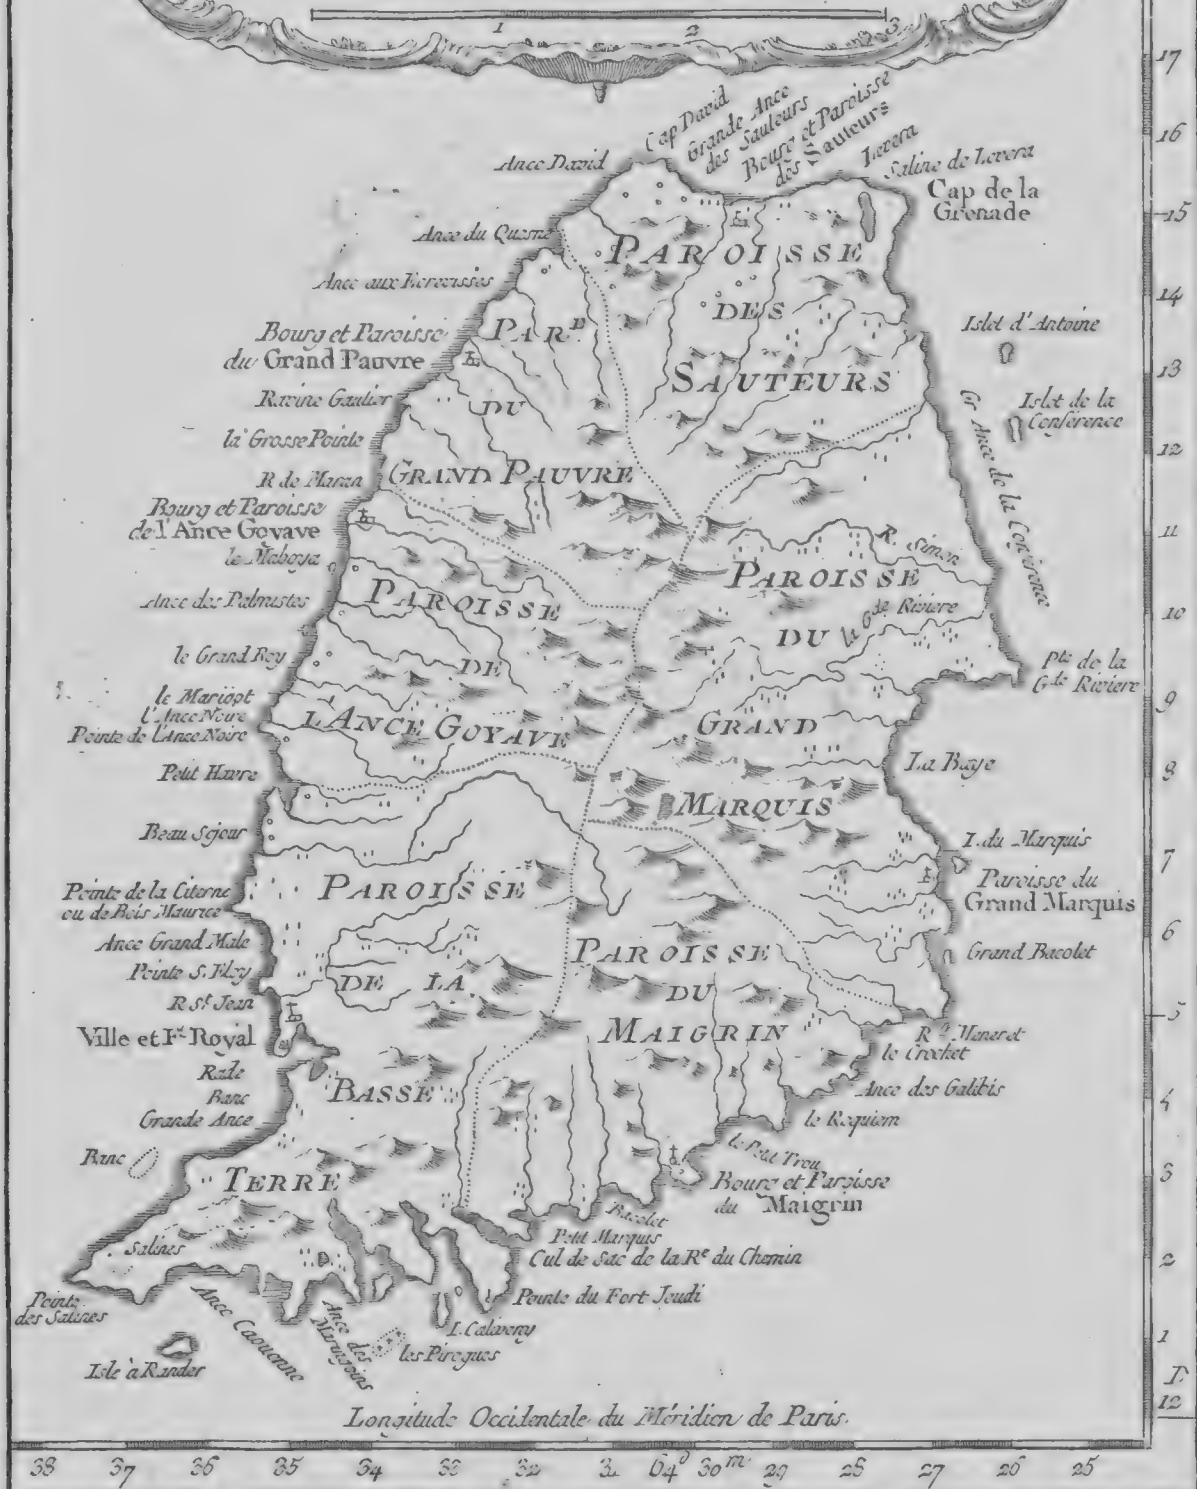 1 2 3
Cap David
Grande Ance
des Sauteurs
Bourg et Paroisse
des Sauteurs
Levera
Saline de Levera
Cap de la
Grenade
Ance David
Ance du Quesne
Ance aux Ecrevisses
Bourg et Paroisse
du Grand Pauvre
Ravine Gautier
la Grosse Pointe
R de Maran
Bourg et Paroisse
de l'Ance Goyave
le Maboya
Ance des Palmistes
le Grand Roy
le Marigot
l'Ance Noire
Pointe de l'Ance Noire
Petit Havre
Beau Sejour
Pointe de la Citerne
ou de Bois Maurice
Ance Grand Male
Pointe S. Eloy
R St. Jean
Ville et Ft. Royal
Rade
Banc
Grande Ance
Banc
Salines
Pointe
des Salines
Isle à Rander
Ance Caouenne
Ance des
Maringoins
les Pirogues
I. Caliveny
Pointe du Fort Jeudi
Cul de Sac de la Re du Chemin
Petit Marquis
Bacolet
Bourg et Paroisse
du Maigrin
le Petit Trou
le Requiem
Ance des Galibis
le Crochet
Grand Bacolet
Paroisse du
Grand Marquis
I. du Marquis
La Baye
Pte de la
Gde Riviere
Gr Ance de la Conference
Islet de la
Conférence
Islet d'Antoine
PAROISSE
DES
SAUTEURS
PAR.E
DU
GRAND PAUVRE
PAROISSE
DE
L'ANCE GOYAVE
R. Simon
la Gde Riviere
PAROISSE
DU
GRAND
MARQUIS
PAROISSE
DE LA
BASSE
TERRE
PAROISSE
DU
MAIGRIN
17
16
15
14
13
12
11
10
9
8
7
6
5
4
3
2
1
D
12
Longitude Occidentale du Méridien de Paris.
38 37 36 35 34 33 32 31 64d 30m 29 28 27 26 25